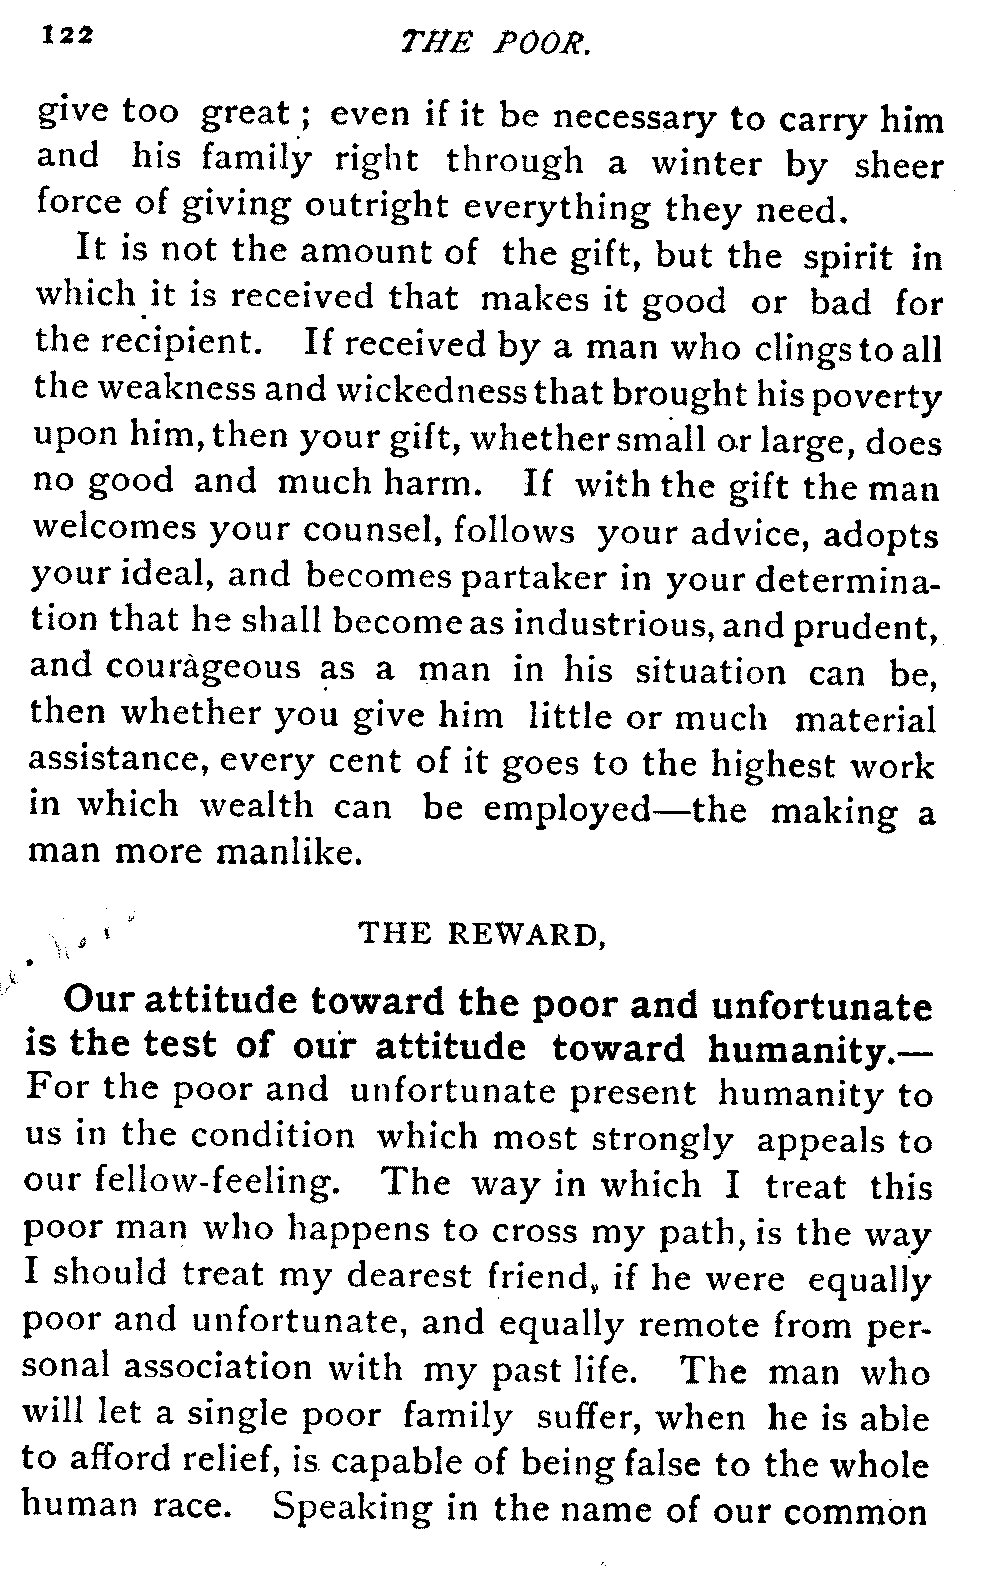 122
THE POOR.
give too great; even if it be necessary to carry him
and his family right through a winter by sheer
force of giving outright everything they need.
It is not the amount of the gift, but the spirit in
which it is received that makes it good or bad for
the recipient. If received by a man who clings to all
the weakness and wickedness that brought his poverty
upon him, then your gift, whether small or large, does
no good and much harm. If with the gift the man
welcomes your counsel, follows your advice, adopts
your ideal, and becomes partaker in your determina-
tion that he shall become as industrious, and prudent,
and courageous as a man in his situation can be,
then whether you give him little or much material
assistance, every cent of it goes to the highest work
in which wealth can be employed—the making a
man more manlike.
THE REWARD,
Our attitude toward the poor and unfortunate
is the test of our attitude toward humanity.—
For the poor and unfortunate present humanity to
us in the condition which most strongly appeals to
our fellow-feeling. The way in which I treat this
poor man who happens to cross my path, is the way
I should treat my dearest friend, if he were equally
poor and unfortunate, and equally remote from per-
sonal association with my past life. The man who
will let a single poor family suffer, when he is able
to afford relief, is capable of being false to the whole
human race. Speaking in the name of our common